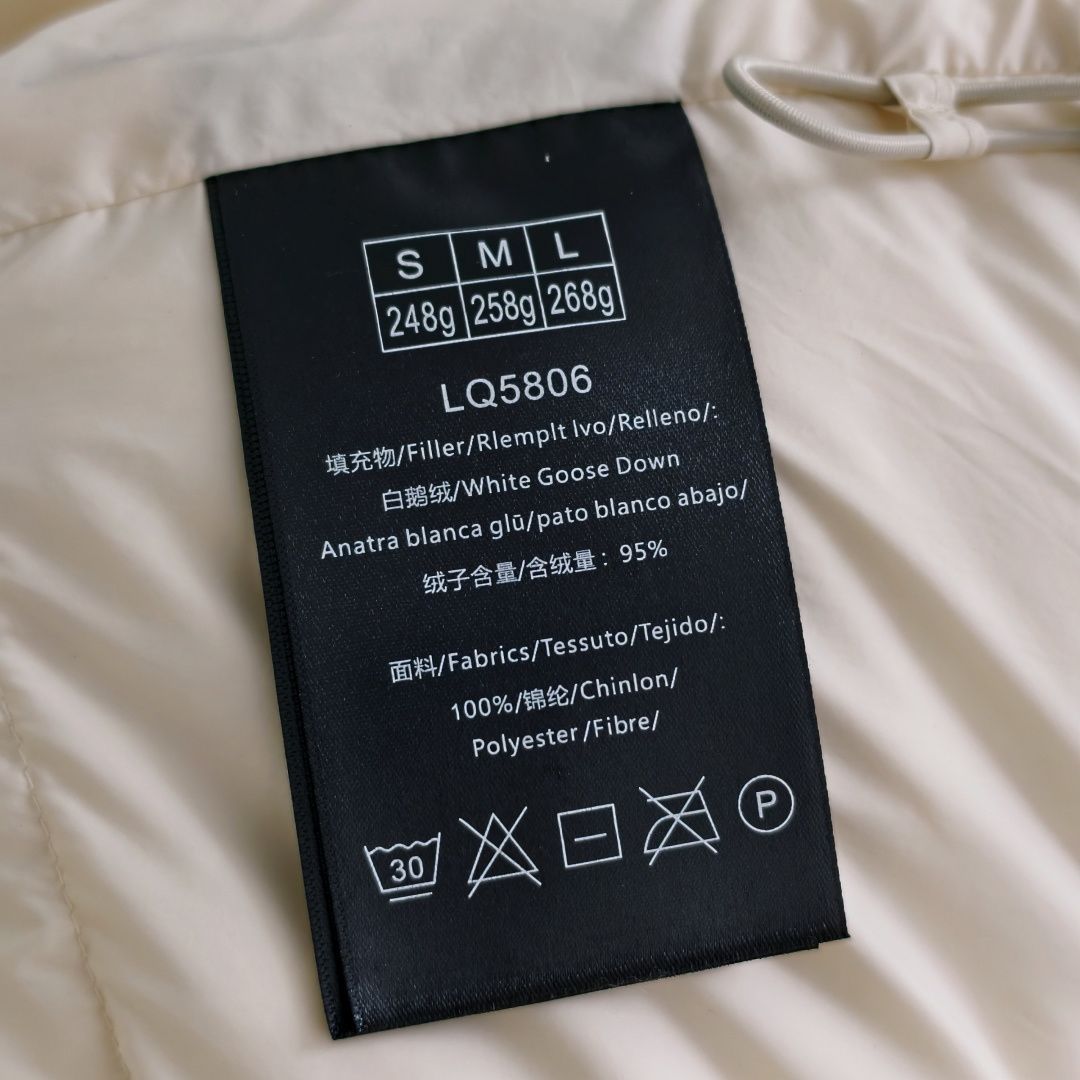 S M L
248g 258g 268g
LQ5806
填充物/Filler/Rlemplt lvo/Relleno/:
白鹅绒/White Goose Down
Anatra blanca glū/pato blanco abajo/
绒子含量/含绒量：95%
面料/Fabrics/Tessuto/Tejido/:
100%/锦纶/Chinlon/
Polyester/Fibre/
30
P